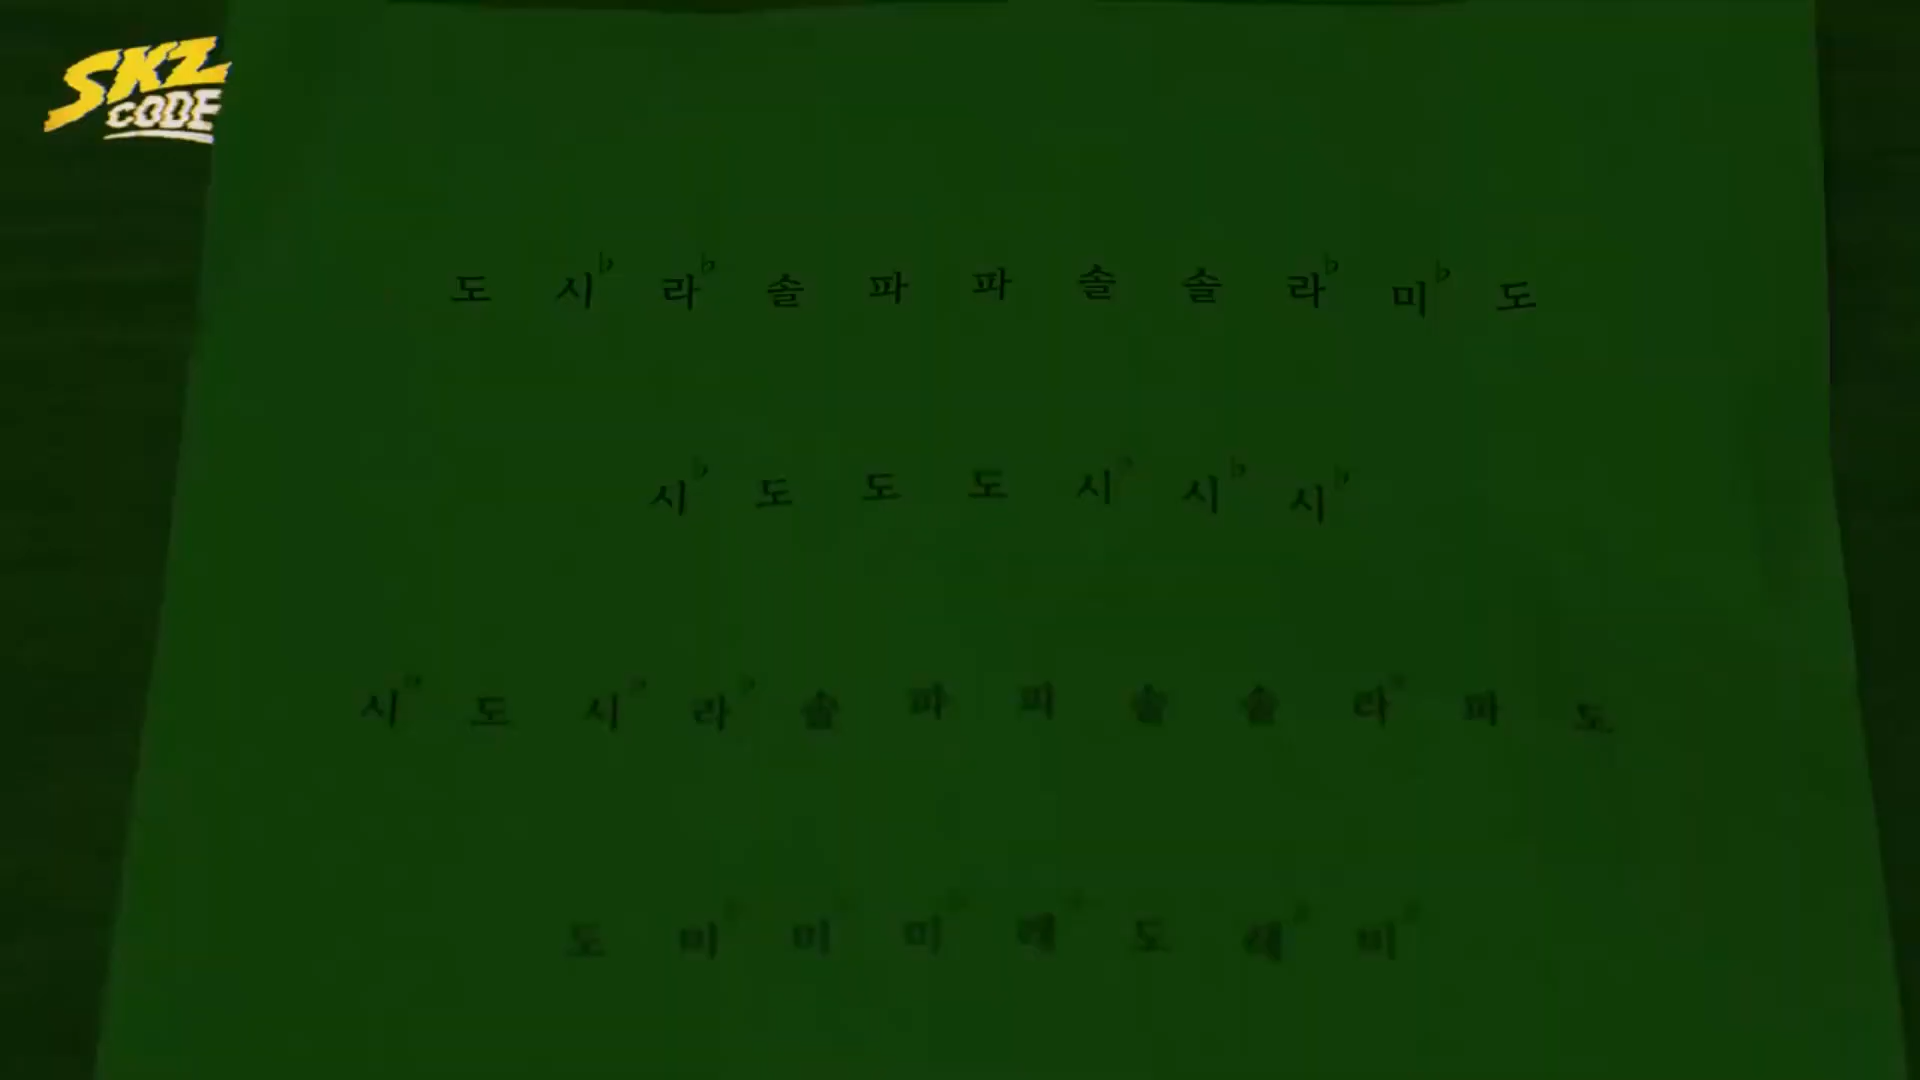 SKZ
CODE
도 시♭ 라♭ 솔 파 파 솔 솔 라♭ 미♭ 도
시♭ 도 도 도 시♭ 시♭ 시♭
시♭ 도 시♭ 라♭ 솔 파 파 솔 솔 라♭ 파 도
도 미♭ 미♭ 미♭ 레♭ 도 레♭ 미♭